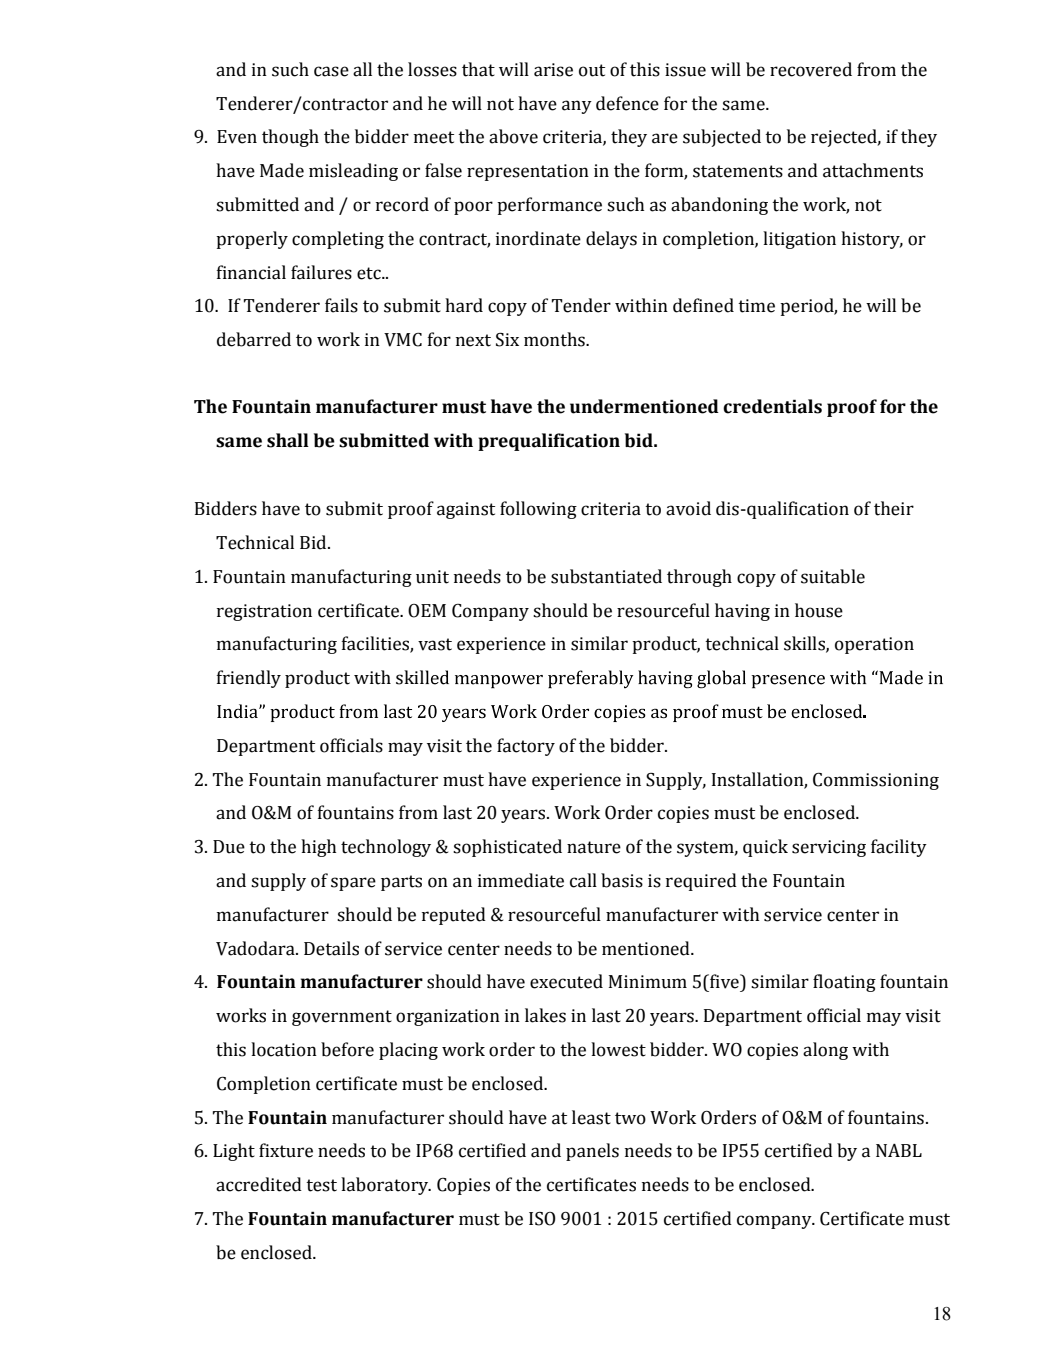 and in such case all the losses that will arise out of this issue will be recovered from the
Tenderer/contractor and he will not have any defence for the same.
9. Even though the bidder meet the above criteria, they are subjected to be rejected, if they
have Made misleading or false representation in the form, statements and attachments
submitted and / or record of poor performance such as abandoning the work, not
properly completing the contract, inordinate delays in completion, litigation history, or
financial failures etc..
10. If Tenderer fails to submit hard copy of Tender within defined time period, he will be
debarred to work in VMC for next Six months.
The Fountain manufacturer must have the undermentioned credentials proof for the
same shall be submitted with prequalification bid.
Bidders have to submit proof against following criteria to avoid dis-qualification of their
Technical Bid.
1. Fountain manufacturing unit needs to be substantiated through copy of suitable
registration certificate. OEM Company should be resourceful having in house
manufacturing facilities, vast experience in similar product, technical skills, operation
friendly product with skilled manpower preferably having global presence with “Made in
India” product from last 20 years Work Order copies as proof must be enclosed.
Department officials may visit the factory of the bidder.
2. The Fountain manufacturer must have experience in Supply, Installation, Commissioning
and O&M of fountains from last 20 years. Work Order copies must be enclosed.
3. Due to the high technology & sophisticated nature of the system, quick servicing facility
and supply of spare parts on an immediate call basis is required the Fountain
manufacturer should be reputed & resourceful manufacturer with service center in
Vadodara. Details of service center needs to be mentioned.
4. Fountain manufacturer should have executed Minimum 5(five) similar floating fountain
works in government organization in lakes in last 20 years. Department official may visit
this location before placing work order to the lowest bidder. WO copies along with
Completion certificate must be enclosed.
5. The Fountain manufacturer should have at least two Work Orders of O&M of fountains.
6. Light fixture needs to be IP68 certified and panels needs to be IP55 certified by a NABL
accredited test laboratory. Copies of the certificates needs to be enclosed.
7. The Fountain manufacturer must be ISO 9001 : 2015 certified company. Certificate must
be enclosed.
18